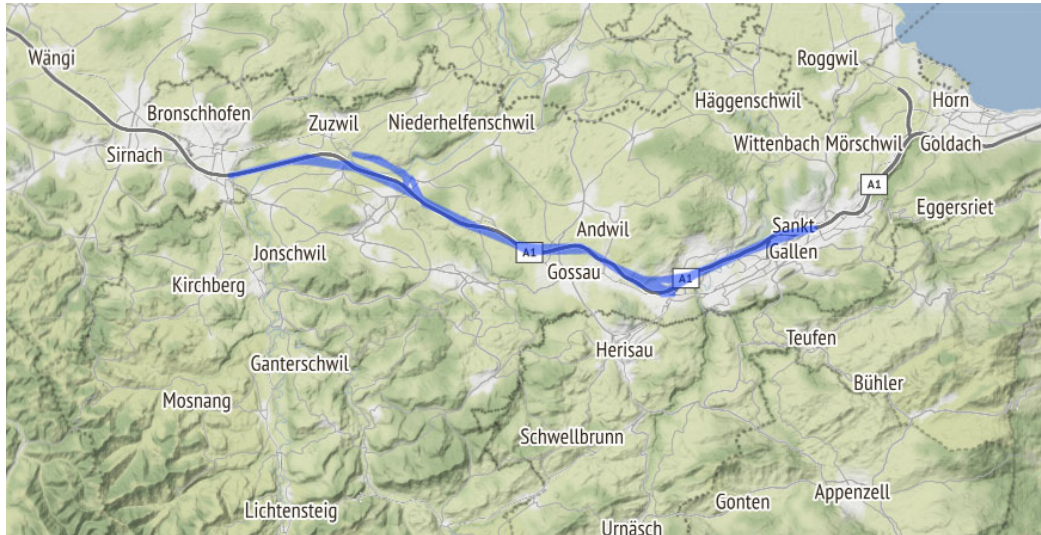 Wängi
Roggwil
Häggenschwil
Horn
Bronschhofen
Zuzwil
Niederhelfenschwil
Wittenbach
Mörschwil
Goldach
Sirnach
A1
Eggersriet
Andwil
Sankt
Gallen
Jonschwil
A1
Gossau
A1
Kirchberg
Teufen
Herisau
Ganterschwil
Bühler
Mosnang
Schwellbrunn
Appenzell
Gonten
Lichtensteig
Urnäsch